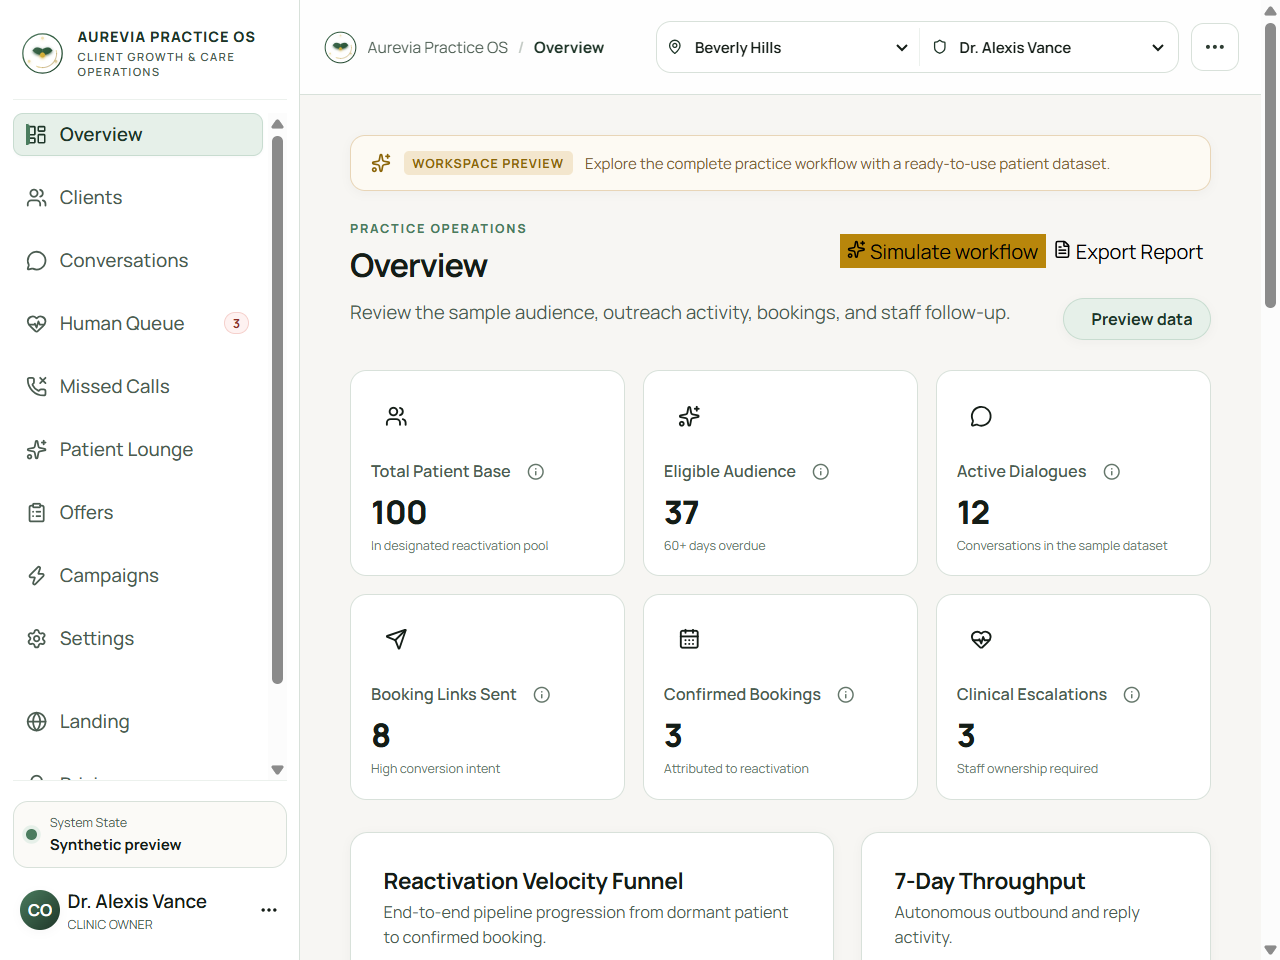 AUREVIA PRACTICE OS
CLIENT GROWTH & CARE
OPERATIONS
Overview
Clients
Conversations
Human Queue
3
Missed Calls
Patient Lounge
Offers
Campaigns
Settings
Landing
System State
Synthetic preview
CO
Dr. Alexis Vance
CLINIC OWNER
Aurevia Practice OS / Overview
Beverly Hills
Dr. Alexis Vance
WORKSPACE PREVIEW
Explore the complete practice workflow with a ready-to-use patient dataset.
PRACTICE OPERATIONS
Overview
Simulate workflow
Export Report
Review the sample audience, outreach activity, bookings, and staff follow-up.
Preview data
Total Patient Base
100
In designated reactivation pool
Eligible Audience
37
60+ days overdue
Active Dialogues
12
Conversations in the sample dataset
Booking Links Sent
8
High conversion intent
Confirmed Bookings
3
Attributed to reactivation
Clinical Escalations
3
Staff ownership required
Reactivation Velocity Funnel
End-to-end pipeline progression from dormant patient
to confirmed booking.
7-Day Throughput
Autonomous outbound and reply
activity.